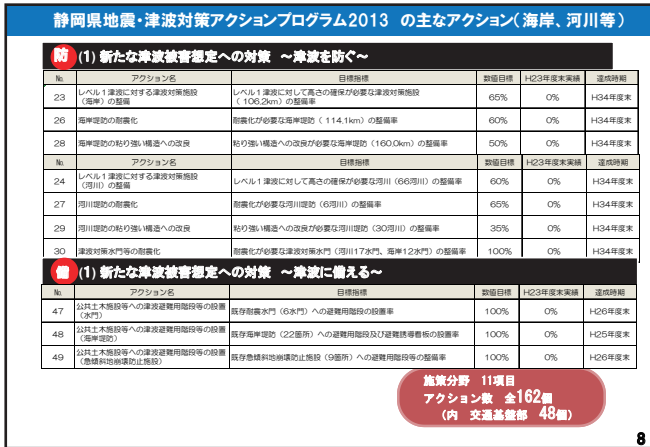 静岡県地震・津波対策アクションプログラム2013 の主なアクション(海岸、河川等)
防 (1) 新たな津波被害想定への対策 ～津波を防ぐ～
No. アクション名 目標指標 数値目標 H23年度末実績 達成時期
23 レベル1津波に対する津波対策施設(海岸)の整備 レベル1津波に対して高さの確保が必要な津波対策施設(106.2km)の整備率 65% 0% H34年度末
26 海岸堤防の耐震化 耐震化が必要な海岸堤防(114.1km)の整備率 60% 0% H34年度末
28 海岸堤防の粘り強い構造への改良 粘り強い構造への改良が必要な海岸堤防(160.0km)の整備率 50% 0% H34年度末
No. アクション名 目標指標 数値目標 H23年度末実績 達成時期
24 レベル1津波に対する津波対策施設(河川)の整備 レベル1津波に対して高さの確保が必要な河川(66河川)の整備率 60% 0% H34年度末
27 河川堤防の耐震化 耐震化が必要な河川堤防(6河川)の整備率 65% 0% H34年度末
29 河川堤防の粘り強い構造への改良 粘り強い構造への改良が必要な河川堤防(30河川)の整備率 35% 0% H34年度末
30 津波対策水門等の耐震化 耐震化が必要な津波対策水門(河川17水門、海岸12水門)の整備率 100% 0% H34年度末
備 (1) 新たな津波被害想定への対策 ～津波に備える～
No. アクション名 目標指標 数値目標 H23年度末実績 達成時期
47 公共土木施設等への津波避難用階段等の設置(水門) 既存耐震水門(6水門)への避難用階段の設置率 100% 0% H26年度末
48 公共土木施設等への津波避難用階段等の設置(海岸堤防) 既存海岸堤防(22箇所)への避難用階段及び避難誘導看板の設置率 100% 0% H25年度末
49 公共土木施設等への津波避難用階段等の設置(急傾斜地崩壊防止施設) 既存急傾斜地崩壊防止施設(9箇所)への避難用階段等の整備率 100% 0% H26年度末
施策分野 11項目
アクション数 全162個
(内 交通基盤部 48個)
8